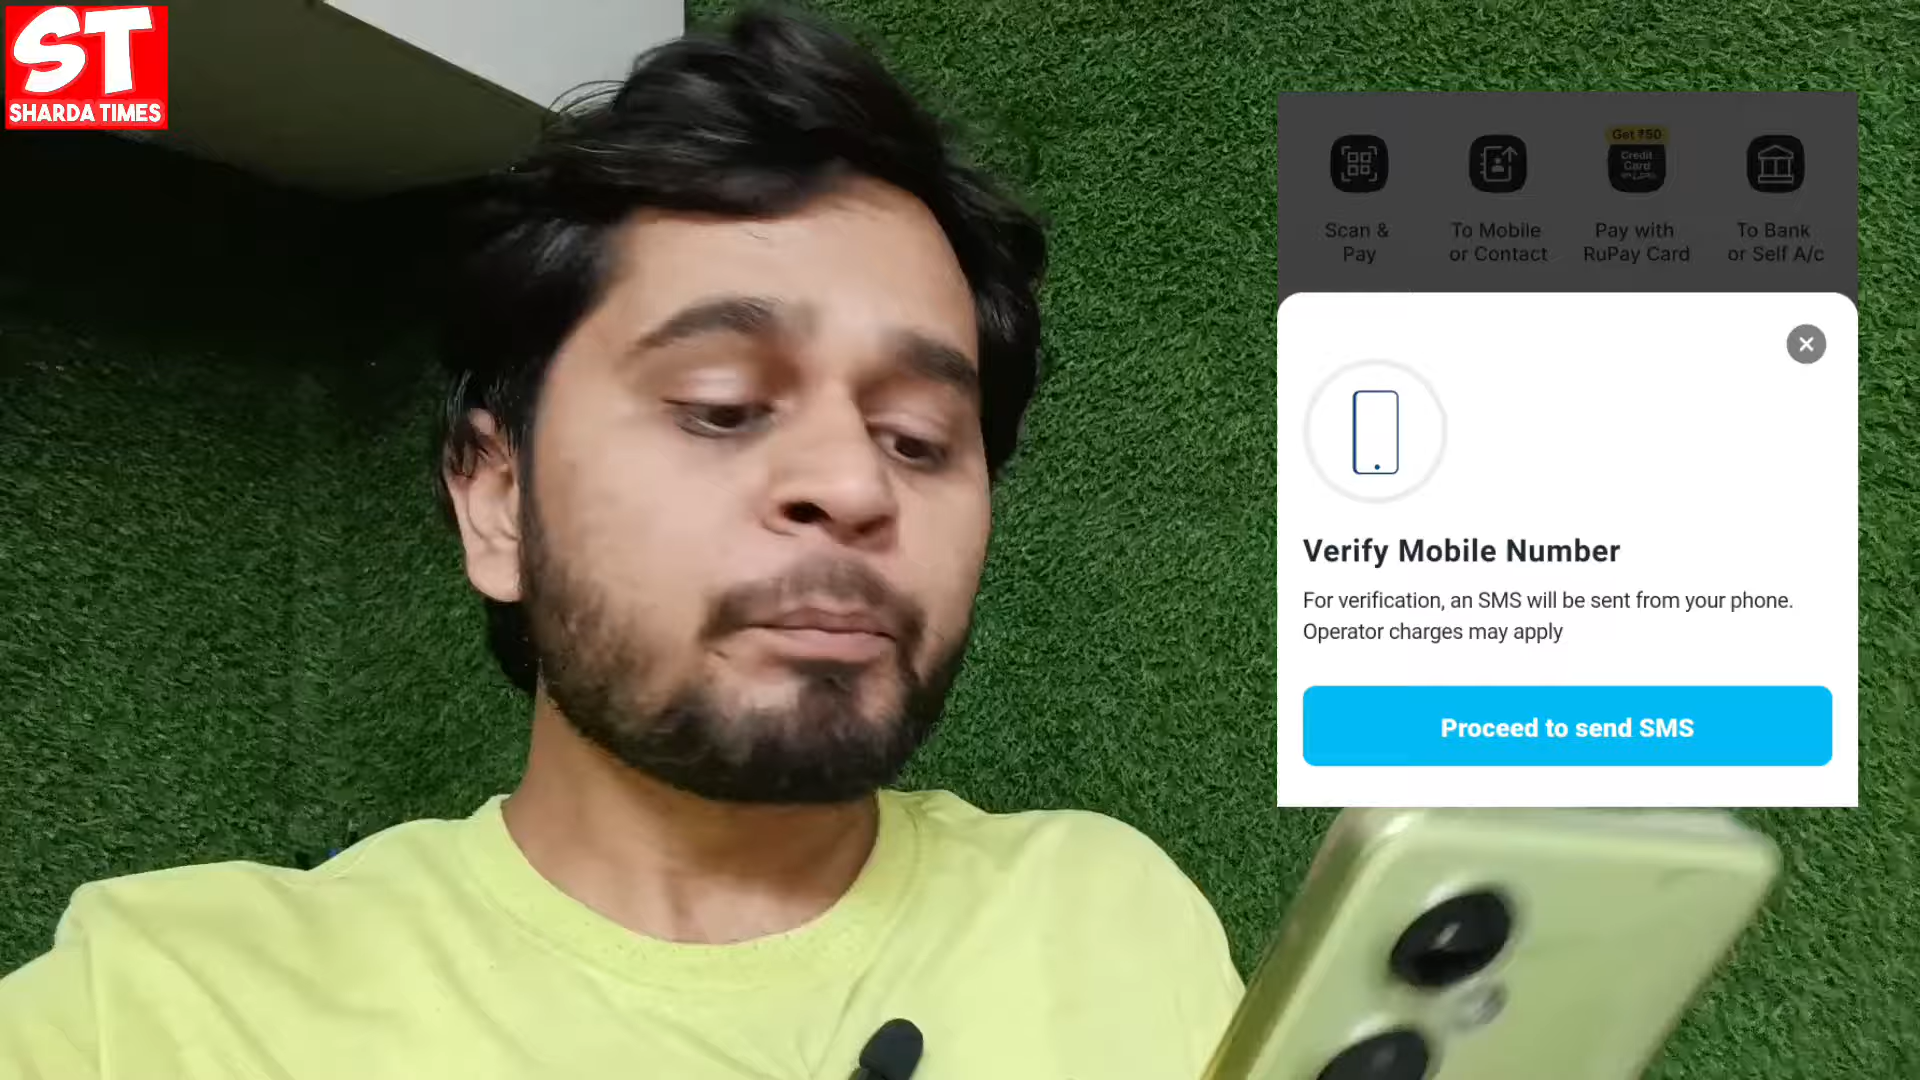 ST
SHARDA TIMES
Get ₹50
Credit
Card
Scan &
Pay
To Mobile
or Contact
Pay with
RuPay Card
To Bank
or Self A/c
Verify Mobile Number
For verification, an SMS will be sent from your phone.
Operator charges may apply
Proceed to send SMS